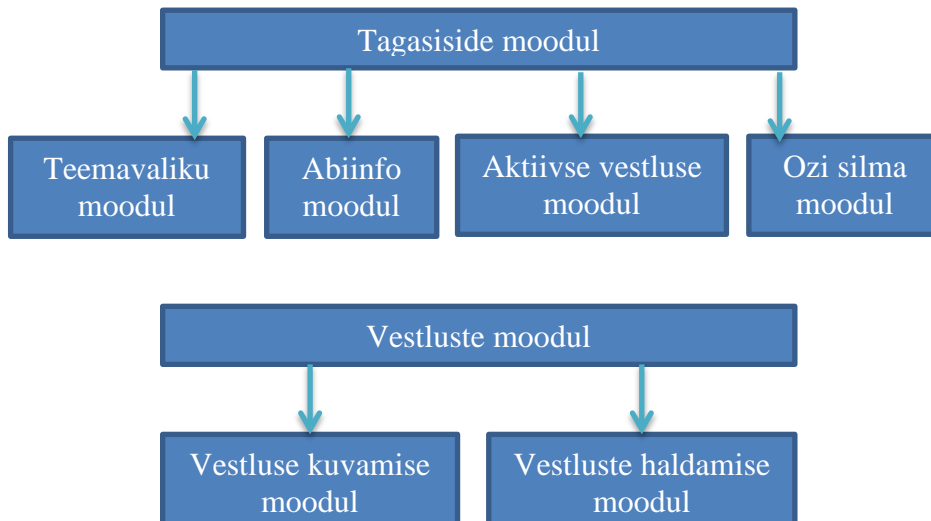 Tagasiside moodul
Teemavaliku
moodul
Abiinfo
moodul
Aktiivse vestluse
moodul
Ozi silma
moodul
Vestluste moodul
Vestluse kuvamise
moodul
Vestluste haldamise
moodul